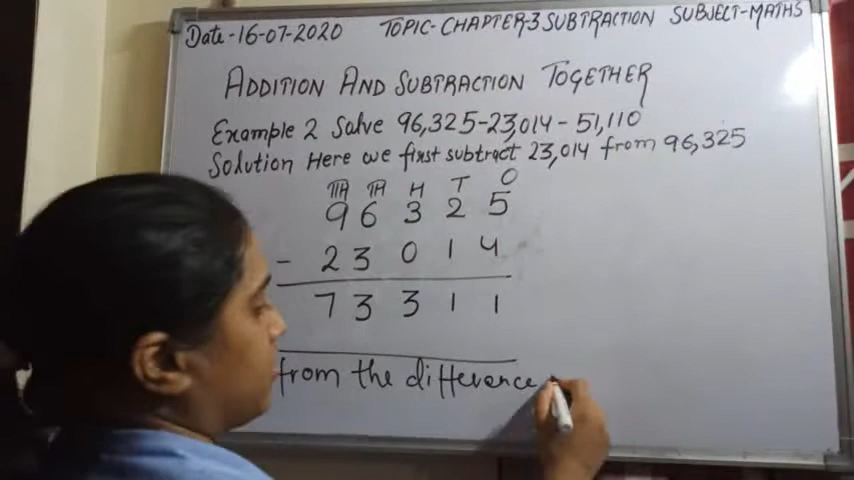 Date-16-07-2020 TOPIC-CHAPTER-3 SUBTRACTION SUBJECT-MATHS
ADDITION AND SUBTRACTION TOGETHER
Example 2 Solve 96,325-23,014-51,110
Solution Here we first subtract 23,014 from 96,325
TTH TH H T O
9 6 3 2 5
- 2 3 0 1 4
7 3 3 1 1
from the difference